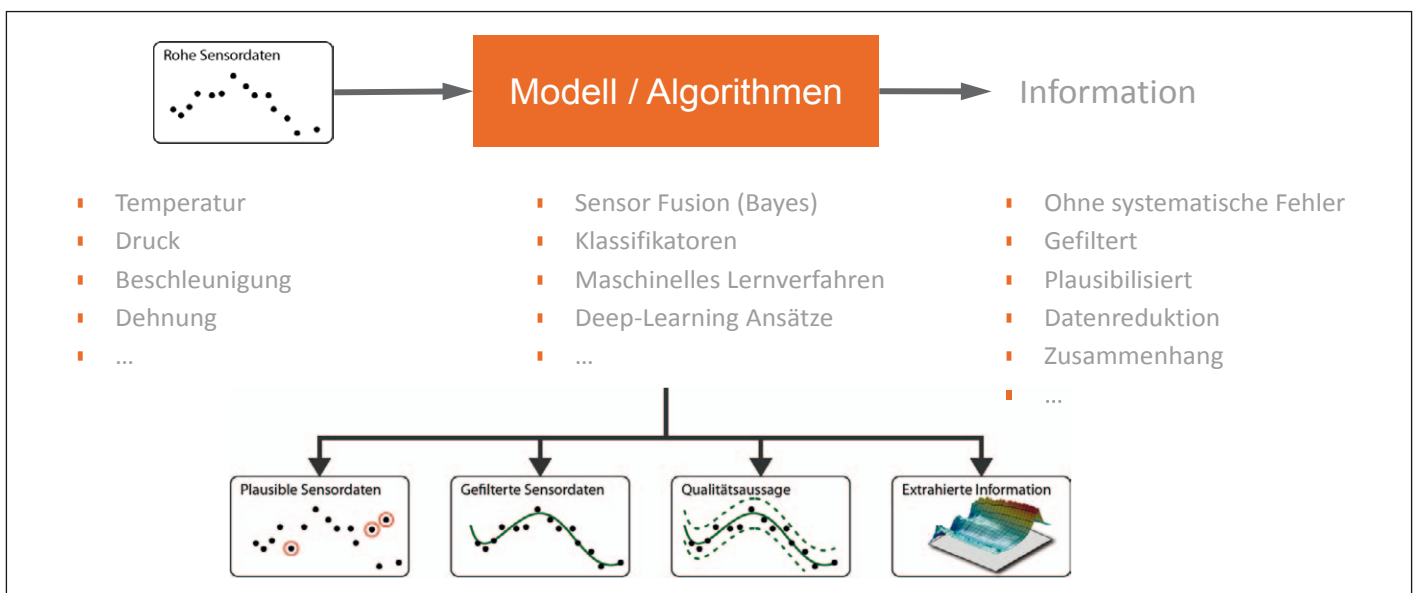 Rohe Sensordaten
Modell / Algorithmen
Information
Temperatur
Druck
Beschleunigung
Dehnung
...
Sensor Fusion (Bayes)
Klassifikatoren
Maschinelles Lernverfahren
Deep-Learning Ansätze
...
Ohne systematische Fehler
Gefiltert
Plausibilisiert
Datenreduktion
Zusammenhang
...
Plausible Sensordaten
Gefilterte Sensordaten
Qualitätsaussage
Extrahierte Information